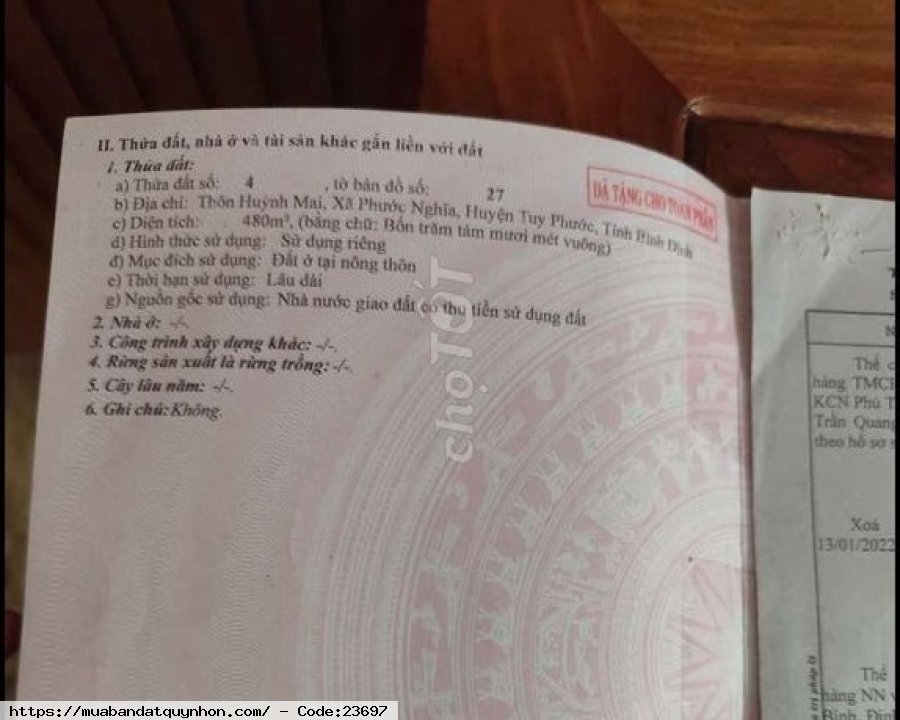 II. Thửa đất, nhà ở và tài sản khác gắn liền với đất
1. Thửa đất:
a) Thửa đất số: 4 , tờ bản đồ số: 27
b) Địa chỉ: Thôn Huỳnh Mai, Xã Phước Nghĩa, Huyện Tuy Phước, Tỉnh Bình Định
c) Diện tích: 480m², (bằng chữ: Bốn trăm tám mươi mét vuông)
d) Hình thức sử dụng: Sử dụng riêng
đ) Mục đích sử dụng: Đất ở tại nông thôn
e) Thời hạn sử dụng: Lâu dài
g) Nguồn gốc sử dụng: Nhà nước giao đất có thu tiền sử dụng đất
2. Nhà ở: -/-.
3. Công trình xây dựng khác: -/-.
4. Rừng sản xuất là rừng trồng: -/-.
5. Cây lâu năm: -/-.
6. Ghi chú: Không.
ĐÃ TẶNG CHO TOÀN PHẦN
chợTỐT
Thế c
hàng TMCP
KCN Phú T
Trần Quang
theo hồ sơ s
Xoá
13/01/2022
Thế
hàng NN v
Bình Định
https://muabandatquynhon.com/ - Code:23697